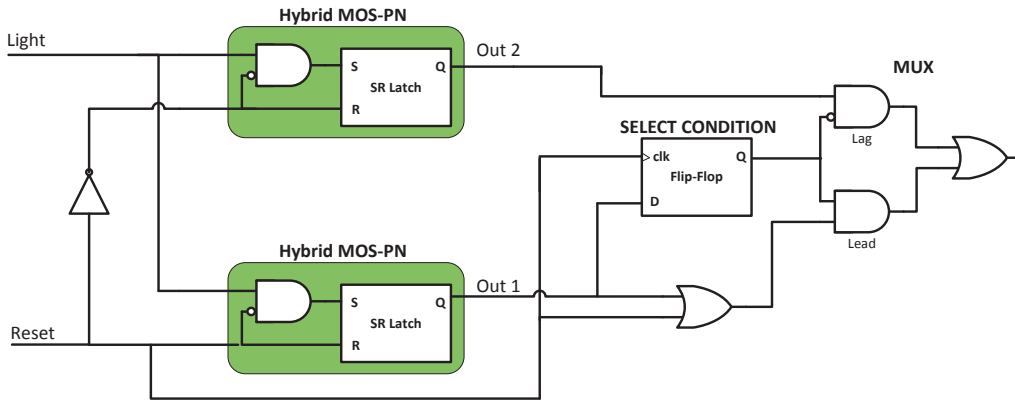 Hybrid MOS-PN
Light
S
Q
SR Latch
R
Out 2
MUX
SELECT CONDITION
clk
Q
Flip-Flop
D
Lag
Lead
Hybrid MOS-PN
Out 1
S
Q
SR Latch
R
Reset